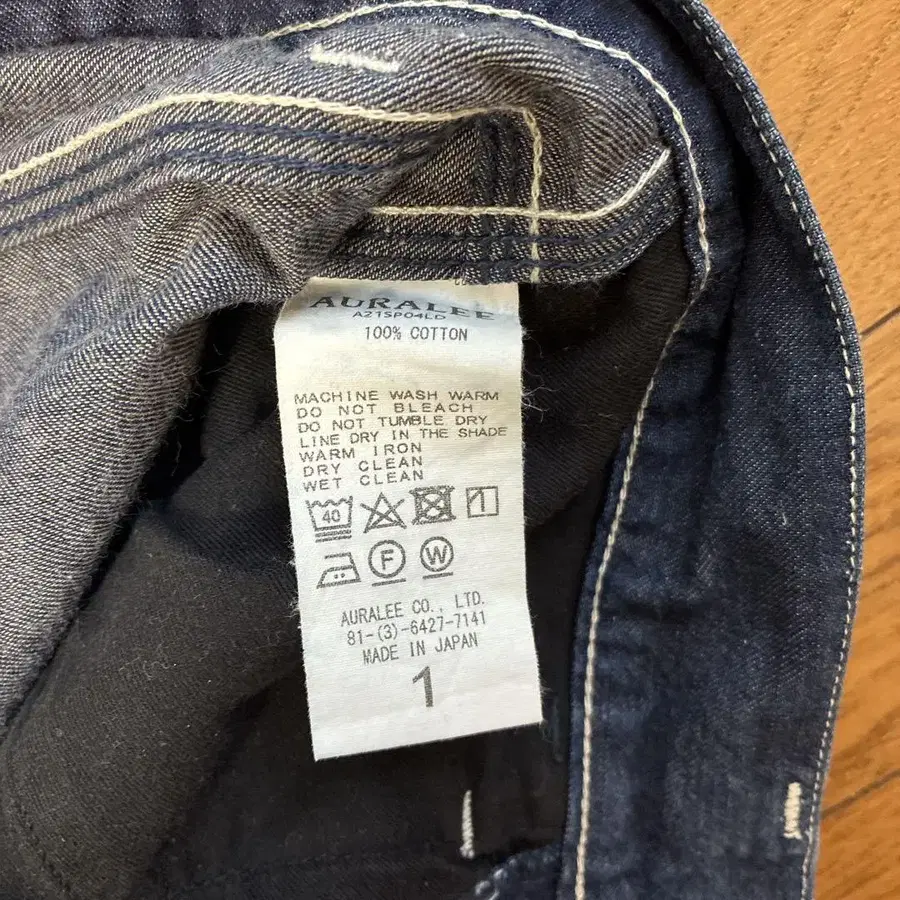 AURALEE
A21SP04LD
100% COTTON
MACHINE WASH WARM
DO NOT BLEACH
DO NOT TUMBLE DRY
LINE DRY IN THE SHADE
WARM IRON
DRY CLEAN
WET CLEAN
40
F W
AURALEE CO., LTD.
81-(3)-6427-7141
MADE IN JAPAN
1